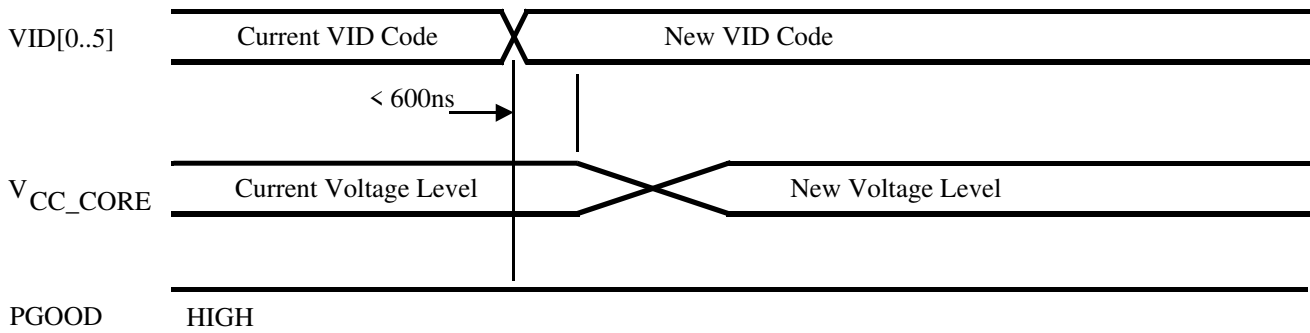 VID[0..5] Current VID Code New VID Code
< 600ns
VCC_CORE Current Voltage Level New Voltage Level
PGOOD HIGH